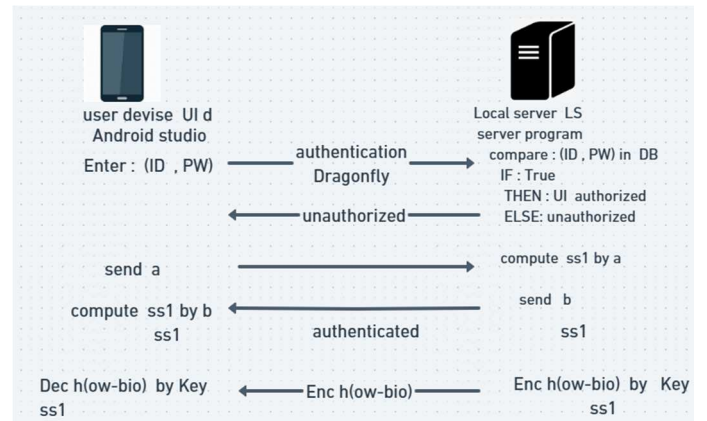 user devise UI d
Android studio
Enter : (ID , PW)
authentication
Dragonfly
Local server LS
server program
compare : (ID , PW) in DB
IF : True
THEN : UI authorized
ELSE: unauthorized
unauthorized
send a
compute ss1 by a
compute ss1 by b
ss1
authenticated
send b
ss1
Dec h(ow-bio) by Key
ss1
Enc h(ow-bio)
Enc h(ow-bio) by Key
ss1